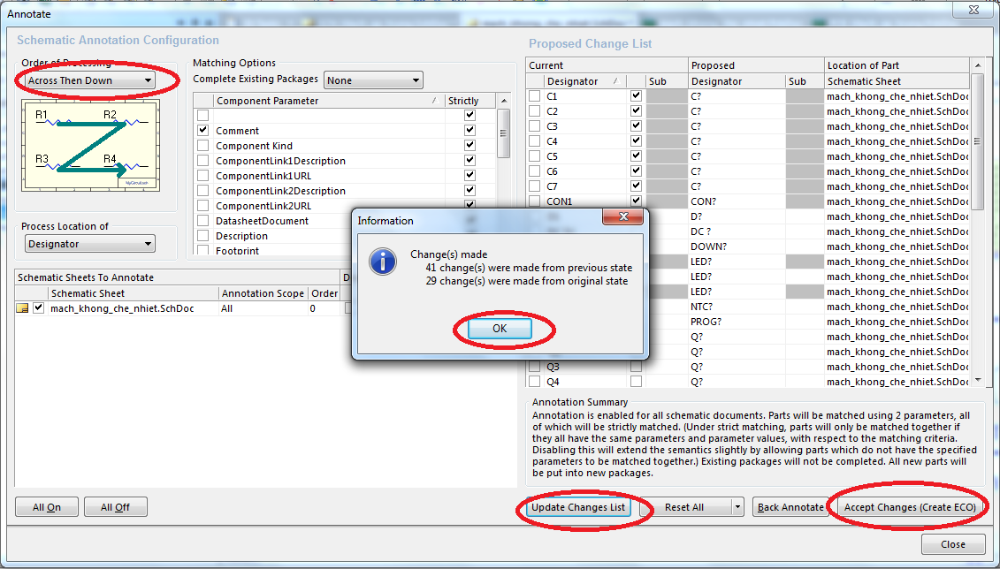 Annotate
Schematic Annotation Configuration
Order of Processing
Across Then Down
R1 R2
R3 R4
MyCircuit.sch
Process Location of
Designator
Matching Options
Complete Existing Packages None
Component Parameter Strictly
Comment
Component Kind
ComponentLink1Description
ComponentLink1URL
ComponentLink2Description
ComponentLink2URL
DatasheetDocument
Description
Footprint
Schematic Sheets To Annotate
Schematic Sheet Annotation Scope Order
mach_khong_che_nhiet.SchDoc All 0
Proposed Change List
Current Proposed Location of Part
Designator Sub Designator Sub Schematic Sheet
C1 C? mach_khong_che_nhiet.SchDoc
C2 C? mach_khong_che_nhiet.SchDoc
C3 C? mach_khong_che_nhiet.SchDoc
C4 C? mach_khong_che_nhiet.SchDoc
C5 C? mach_khong_che_nhiet.SchDoc
C6 C? mach_khong_che_nhiet.SchDoc
C7 C? mach_khong_che_nhiet.SchDoc
CON1 CON? mach_khong_che_nhiet.SchDoc
D? mach_khong_che_nhiet.SchDoc
DC ? mach_khong_che_nhiet.SchDoc
DOWN? mach_khong_che_nhiet.SchDoc
LED? mach_khong_che_nhiet.SchDoc
LED? mach_khong_che_nhiet.SchDoc
LED? mach_khong_che_nhiet.SchDoc
NTC? mach_khong_che_nhiet.SchDoc
PROG? mach_khong_che_nhiet.SchDoc
Q? mach_khong_che_nhiet.SchDoc
Q? mach_khong_che_nhiet.SchDoc
Q3 Q? mach_khong_che_nhiet.SchDoc
Q4 Q? mach_khong_che_nhiet.SchDoc
Information
Change(s) made
41 change(s) were made from previous state
29 change(s) were made from original state
OK
Annotation Summary
Annotation is enabled for all schematic documents. Parts will be matched using 2 parameters, all
of which will be strictly matched. (Under strict matching, parts will only be matched together if
they all have the same parameters and parameter values, with respect to the matching criteria.
Disabling this will extend the semantics slightly by allowing parts which do not have the specified
parameters to be matched together.) Existing packages will not be completed. All new parts will
be put into new packages.
All On All Off Update Changes List Reset All Back Annotate Accept Changes (Create ECO)
Close